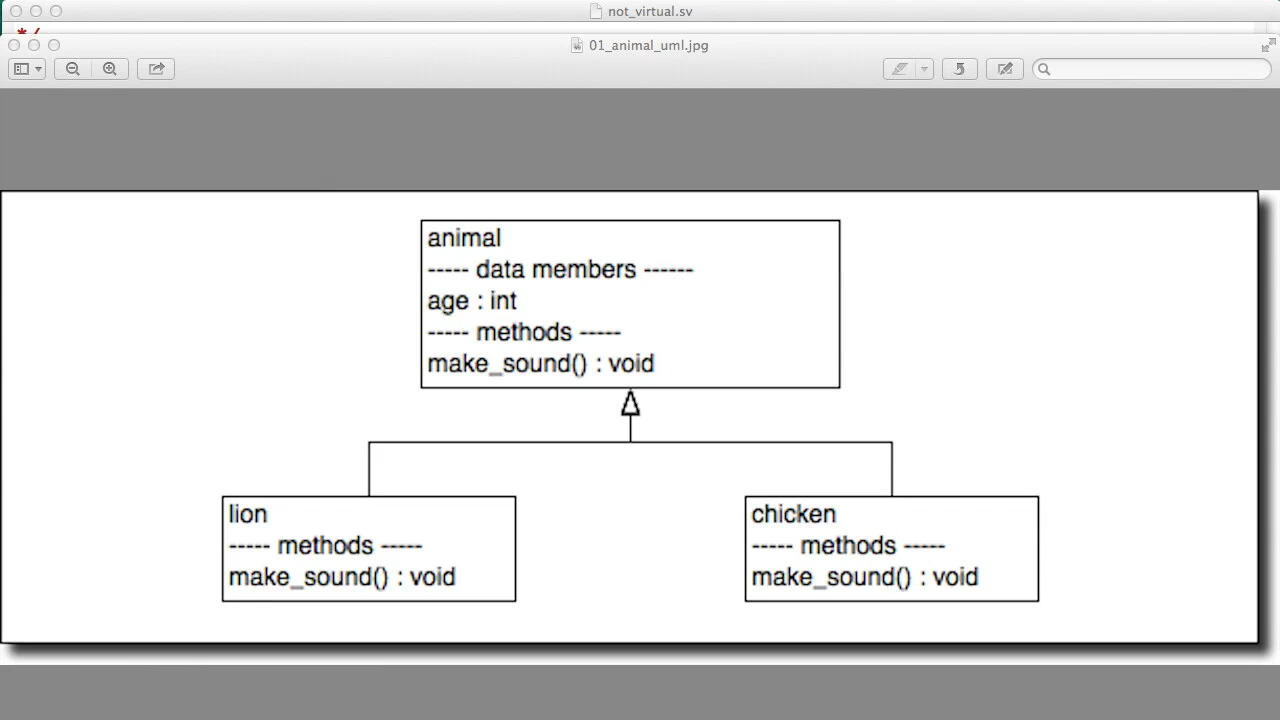 not_virtual.sv
*/
01_animal_uml.jpg
animal
----- data members ------
age : int
----- methods -----
make_sound() : void
lion
----- methods -----
make_sound() : void
chicken
----- methods -----
make_sound() : void